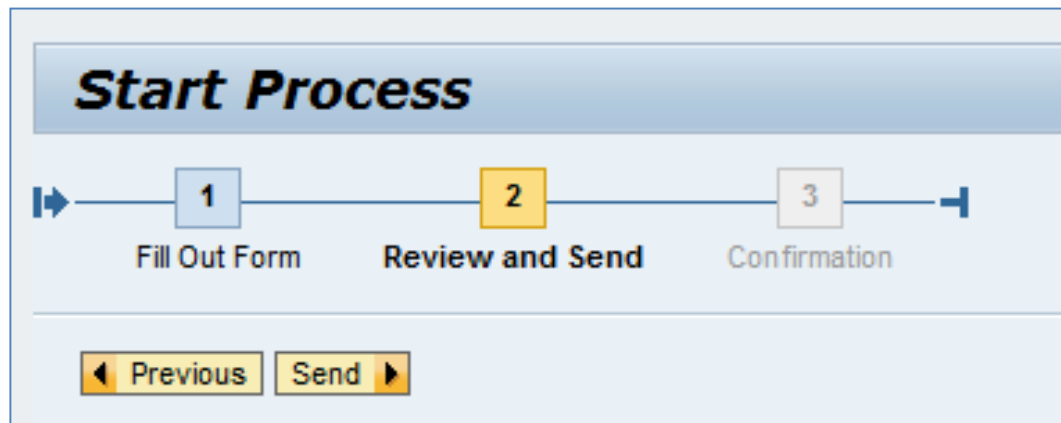 Start Process
1 2 3
Fill Out Form Review and Send Confirmation
Previous Send